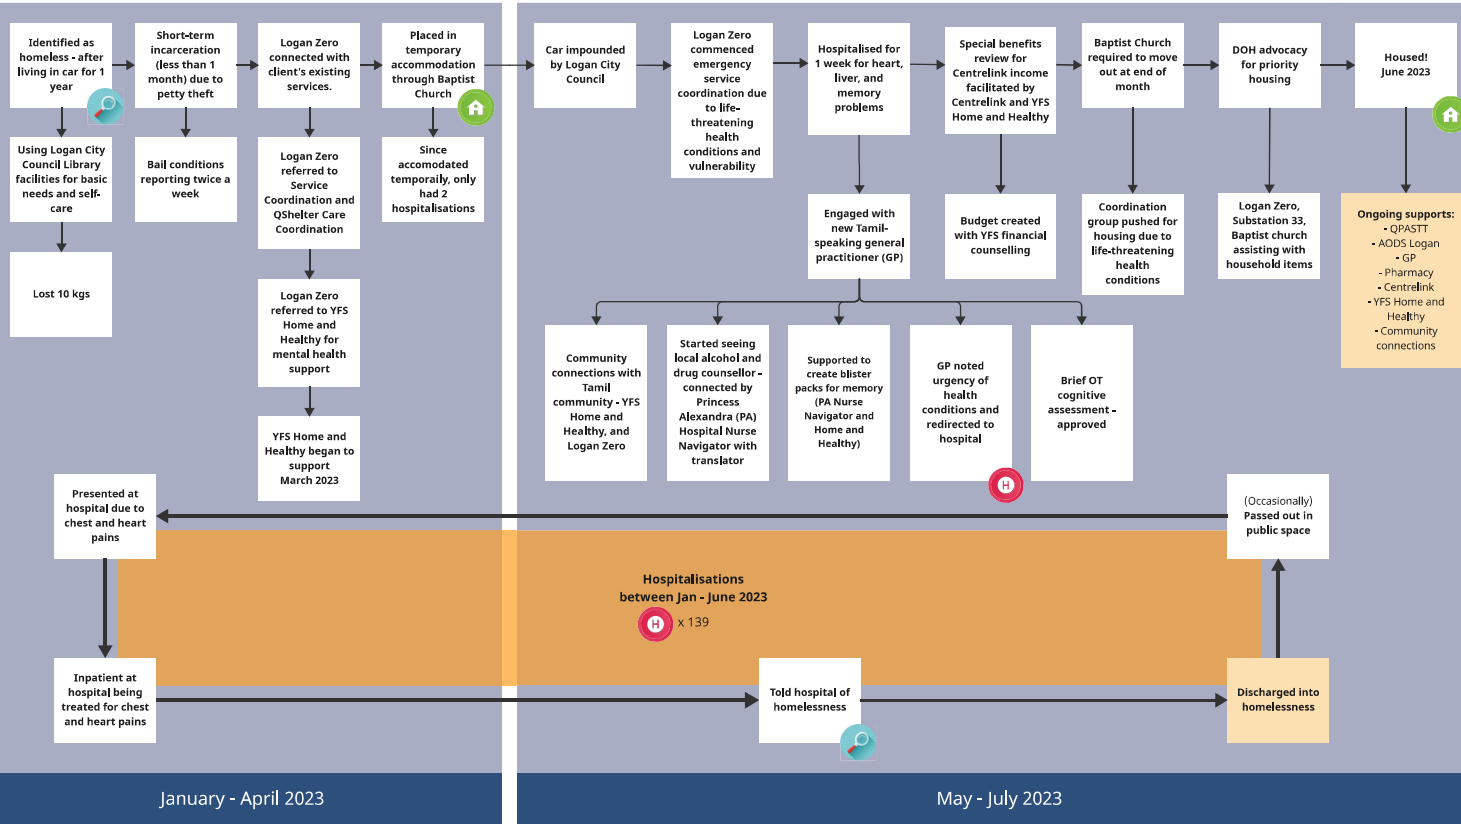 Identified as
homeless - after
living in car for 1
year
Short-term
incarceration
(less than 1
month) due to
petty theft
Logan Zero
connected with
client's existing
services.
Placed in
temporary
accommodation
through Baptist
Church
Car impounded
by Logan City
Council
Logan Zero
commenced
emergency
service
coordination due
to life-
threatening
health
conditions and
vulnerability
Hospitalised for
1 week for heart,
liver, and
memory
problems
Special benefits
review for
Centrelink income
facilitated by
Centrelink and YFS
Home and Healthy
Baptist Church
required to move
out at end of
month
DOH advocacy
for priority
housing
Housed!
June 2023
Using Logan City
Council Library
facilities for basic
needs and self-
care
Bail conditions
reporting twice a
week
Logan Zero
referred to
Service
Coordination and
QShelter Care
Coordination
Since
accomodated
temporaily, only
had 2
hospitalisations
Engaged with
new Tamil-
speaking general
practitioner (GP)
Budget created
with YFS financial
counselling
Coordination
group pushed for
housing due to
life-threatening
health
conditions
Logan Zero,
Substation 33,
Baptist church
assisting with
household items
Ongoing supports:
- QPASTT
- AODS Logan
- GP
- Pharmacy
- Centrelink
- YFS Home and
Healthy
- Community
connections
Lost 10 kgs
Logan Zero
referred to YFS
Home and
Healthy for
mental health
support
YFS Home and
Healthy began to
support
March 2023
Community
connections with
Tamil
community - YFS
Home and
Healthy, and
Logan Zero
Started seeing
local alcohol and
drug counsellor -
connected by
Princess
Alexandra (PA)
Hospital Nurse
Navigator with
translator
Supported to
create blister
packs for memory
(PA Nurse
Navigator and
Home and
Healthy)
GP noted
urgency of
health
conditions and
redirected to
hospital
H
Brief OT
cognitive
assessment -
approved
Presented at
hospital due to
chest and heart
pains
(Occasionally)
Passed out in
public space
Hospitalisations
between Jan - June 2023
H x 139
Inpatient at
hospital being
treated for chest
and heart pains
Told hospital of
homelessness
Discharged into
homelessness
January - April 2023
May - July 2023